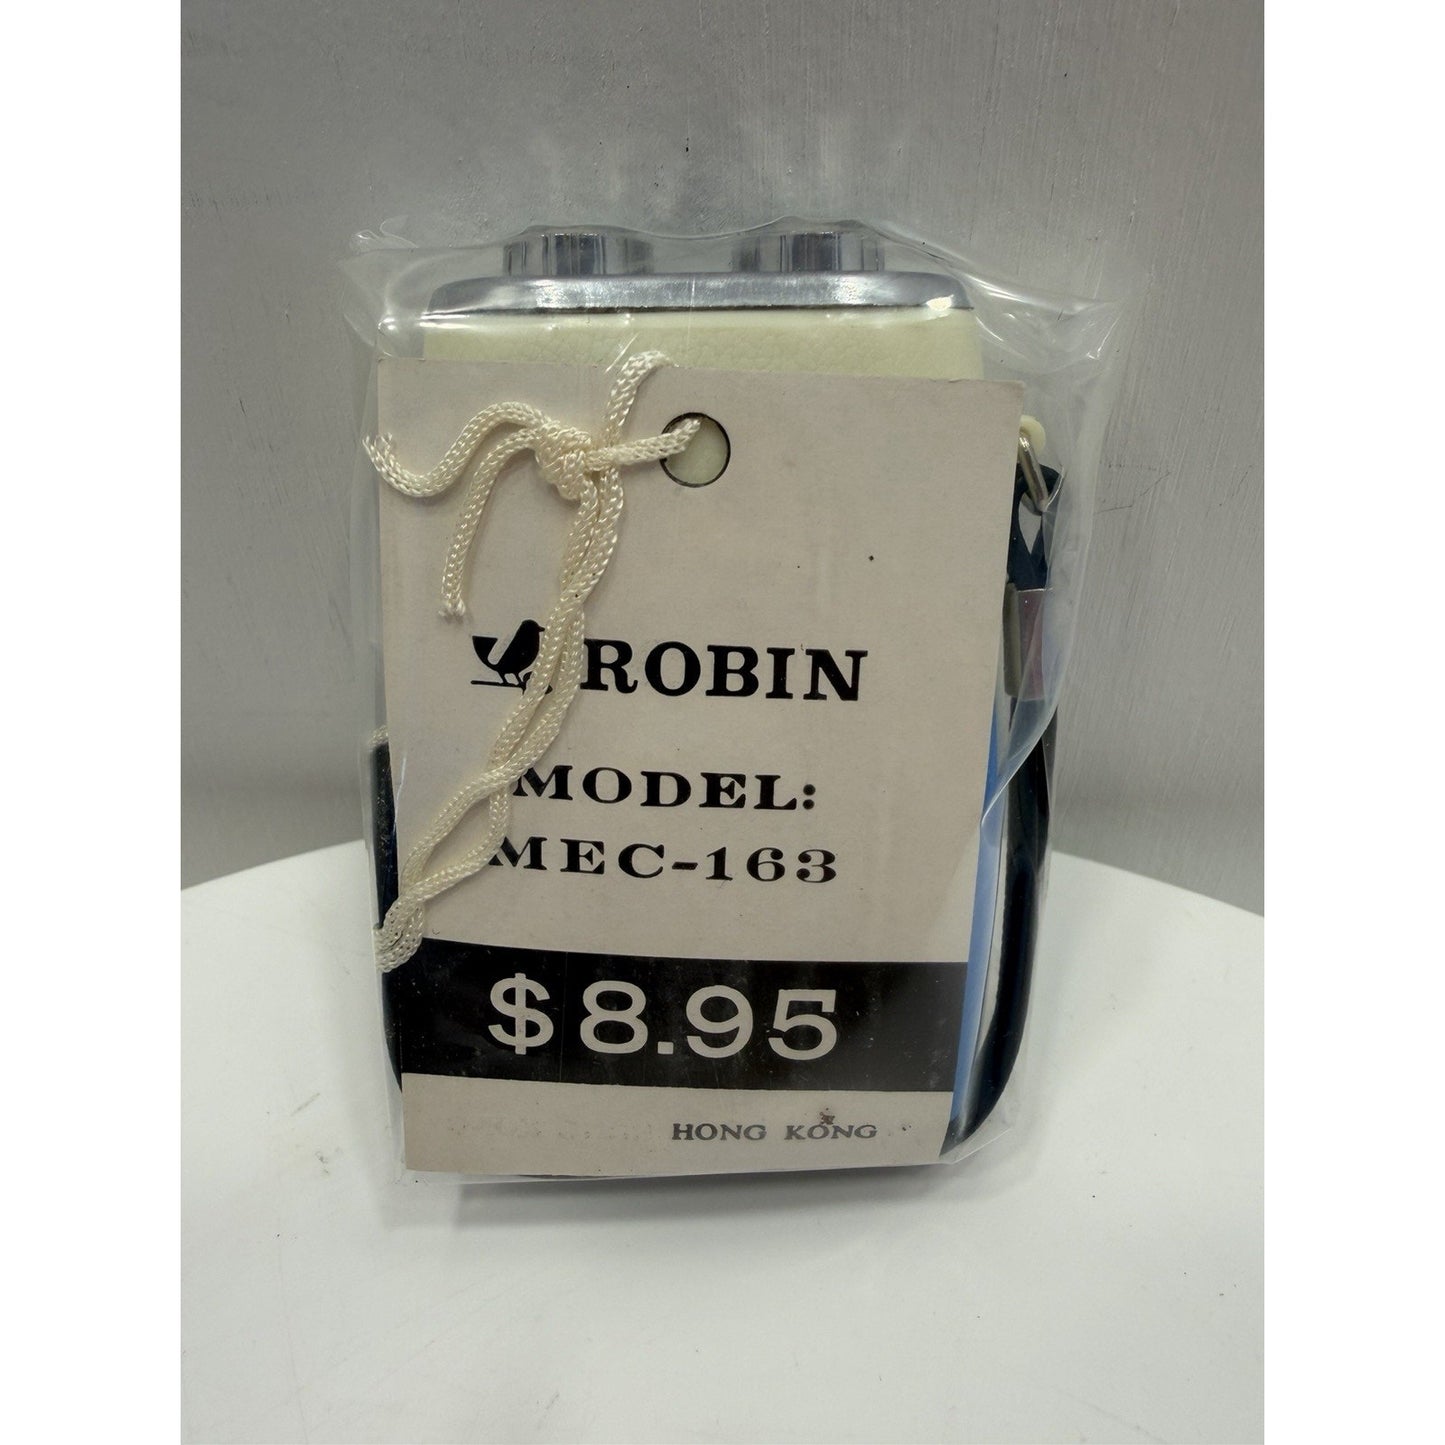 ROBIN
MODEL:
MEC-163
$8.95
HONG KONG